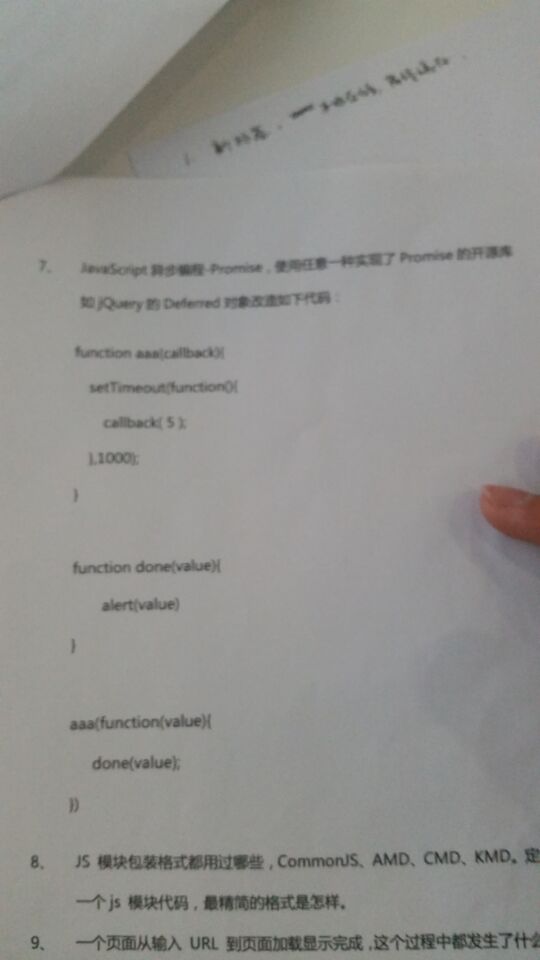 7、 JavaScript 异步编程-Promise，使用任意一种实现了 Promise 的开源库
如 jQuery 的 Deferred 对象改造如下代码：
function aaa(callback){
setTimeout(function(){
callback( 5 );
},1000);
}
function done(value){
alert(value)
}
aaa(function(value){
done(value);
})
8、 JS 模块包装格式都用过哪些，CommonJS、AMD、CMD、KMD。定
一个 js 模块代码，最精简的格式是怎样。
9、 一个页面从输入 URL 到页面加载显示完成，这个过程中都发生了什么